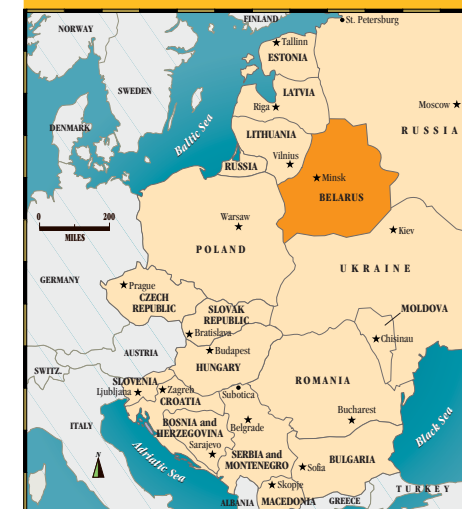 NORWAY
FINLAND
St. Petersburg
Tallinn
ESTONIA
SWEDEN
LATVIA
Riga
Moscow
RUSSIA
DENMARK
Baltic Sea
LITHUANIA
Vilnius
RUSSIA
Minsk
BELARUS
0 200
MILES
Warsaw
POLAND
Kiev
UKRAINE
GERMANY
Prague
CZECH
REPUBLIC
SLOVAK
REPUBLIC
MOLDOVA
Bratislava
Chisinau
AUSTRIA
Budapest
HUNGARY
SWITZ.
SLOVENIA
Ljubljana
Zagreb
CROATIA
Subotica
ROMANIA
ITALY
BOSNIA and
HERZEGOVINA
Sarajevo
Belgrade
Bucharest
Black Sea
Adriatic Sea
N
SERBIA and
MONTENEGRO
Sofia
BULGARIA
Skopje
ALBANIA
MACEDONIA
GREECE
TURKEY